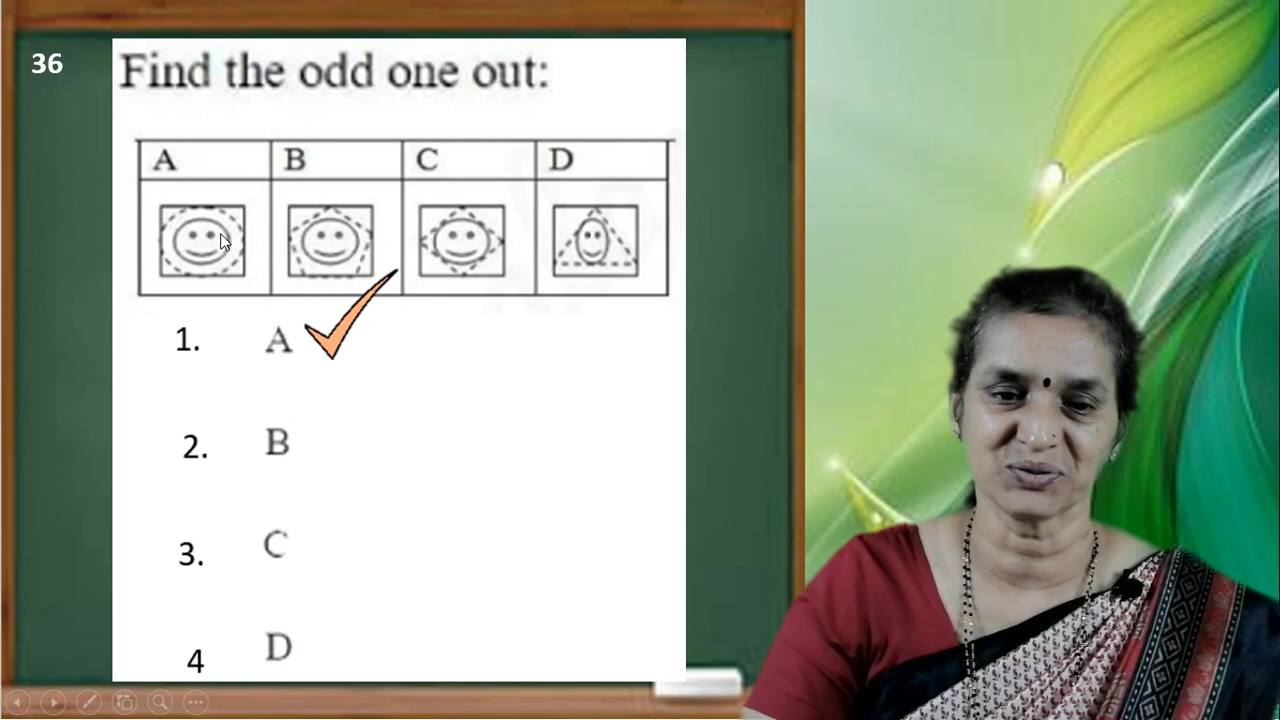 36
Find the odd one out:
A B C D
1. A
2. B
3. C
4 D